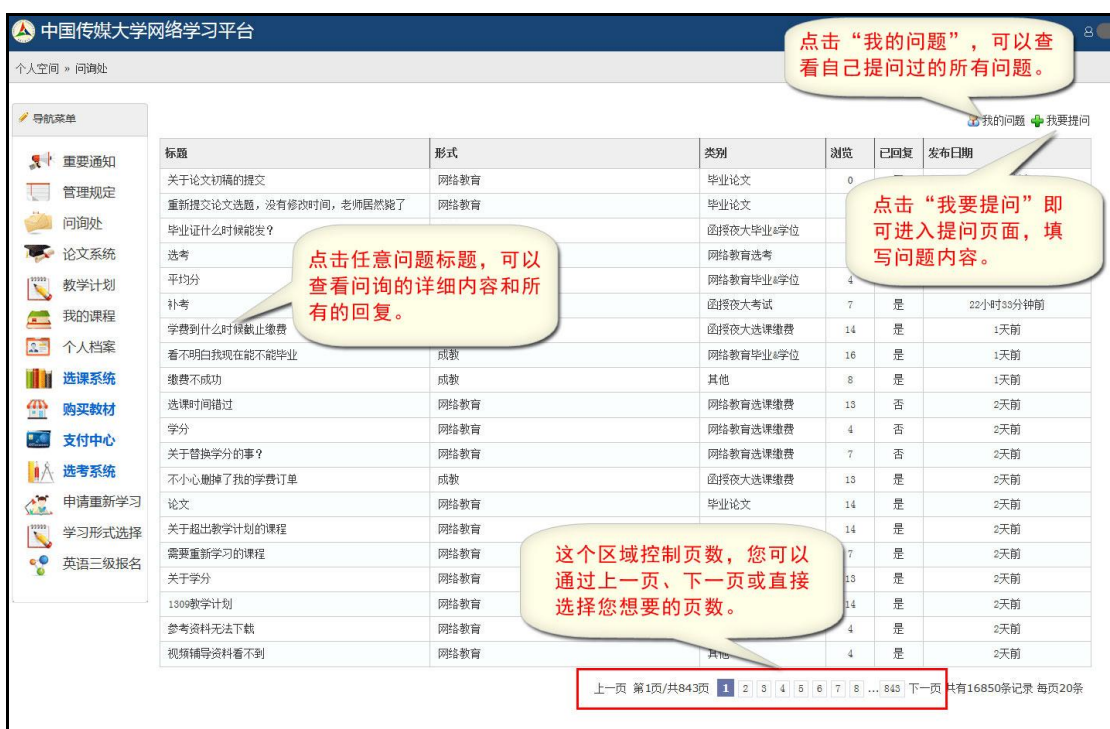 中国传媒大学网络学习平台
个人空间 » 问询处
点击“我的问题”，可以查
看自己提问过的所有问题。
导航菜单
我的问题 我要提问
重要通知
管理规定
问询处
论文系统
教学计划
我的课程
个人档案
选课系统
购买教材
支付中心
选考系统
申请重新学习
学习形式选择
英语三级报名
标题 形式 类别 浏览 已回复 发布日期
关于论文初稿的提交 网络教育 毕业论文 0
重新提交论文选题，没有修改时间，老师居然毙了 网络教育 毕业论文
毕业证什么时候能发？ 函授夜大毕业&学位
选考 网络教育选考
平均分 网络教育毕业&学位 4
补考 函授夜大考试 7 是 22小时33分钟前
学费到什么时候截止缴费 函授夜大选课缴费 14 是 1天前
看不明白我现在能不能毕业 成教 网络教育毕业&学位 16 是 1天前
缴费不成功 成教 其他 8 是 1天前
选课时间错过 网络教育 网络教育选课缴费 13 否 2天前
学分 网络教育 网络教育选课缴费 4 否 2天前
关于替换学分的事？ 网络教育 网络教育选课缴费 7 否 2天前
不小心删掉了我的学费订单 成教 函授夜大选课缴费 13 是 2天前
论文 网络教育 毕业论文 14 是 2天前
关于超出教学计划的课程 网络教育 14 是 2天前
需要重新学习的课程 网络教育 7 是 2天前
关于学分 网络教育 13 是 2天前
1309教学计划 网络教育 14 是 2天前
参考资料无法下载 网络教育 4 是 2天前
视频辅导资料看不到 网络教育 其他 4 是 2天前
点击“我要提问”即
可进入提问页面，填
写问题内容。
点击任意问题标题，可以
查看问询的详细内容和所
有的回复。
这个区域控制页数，您可以
通过上一页、下一页或直接
选择您想要的页数。
上一页 第1页/共843页 1 2 3 4 5 6 7 8 ... 843 下一页 共有16850条记录 每页20条